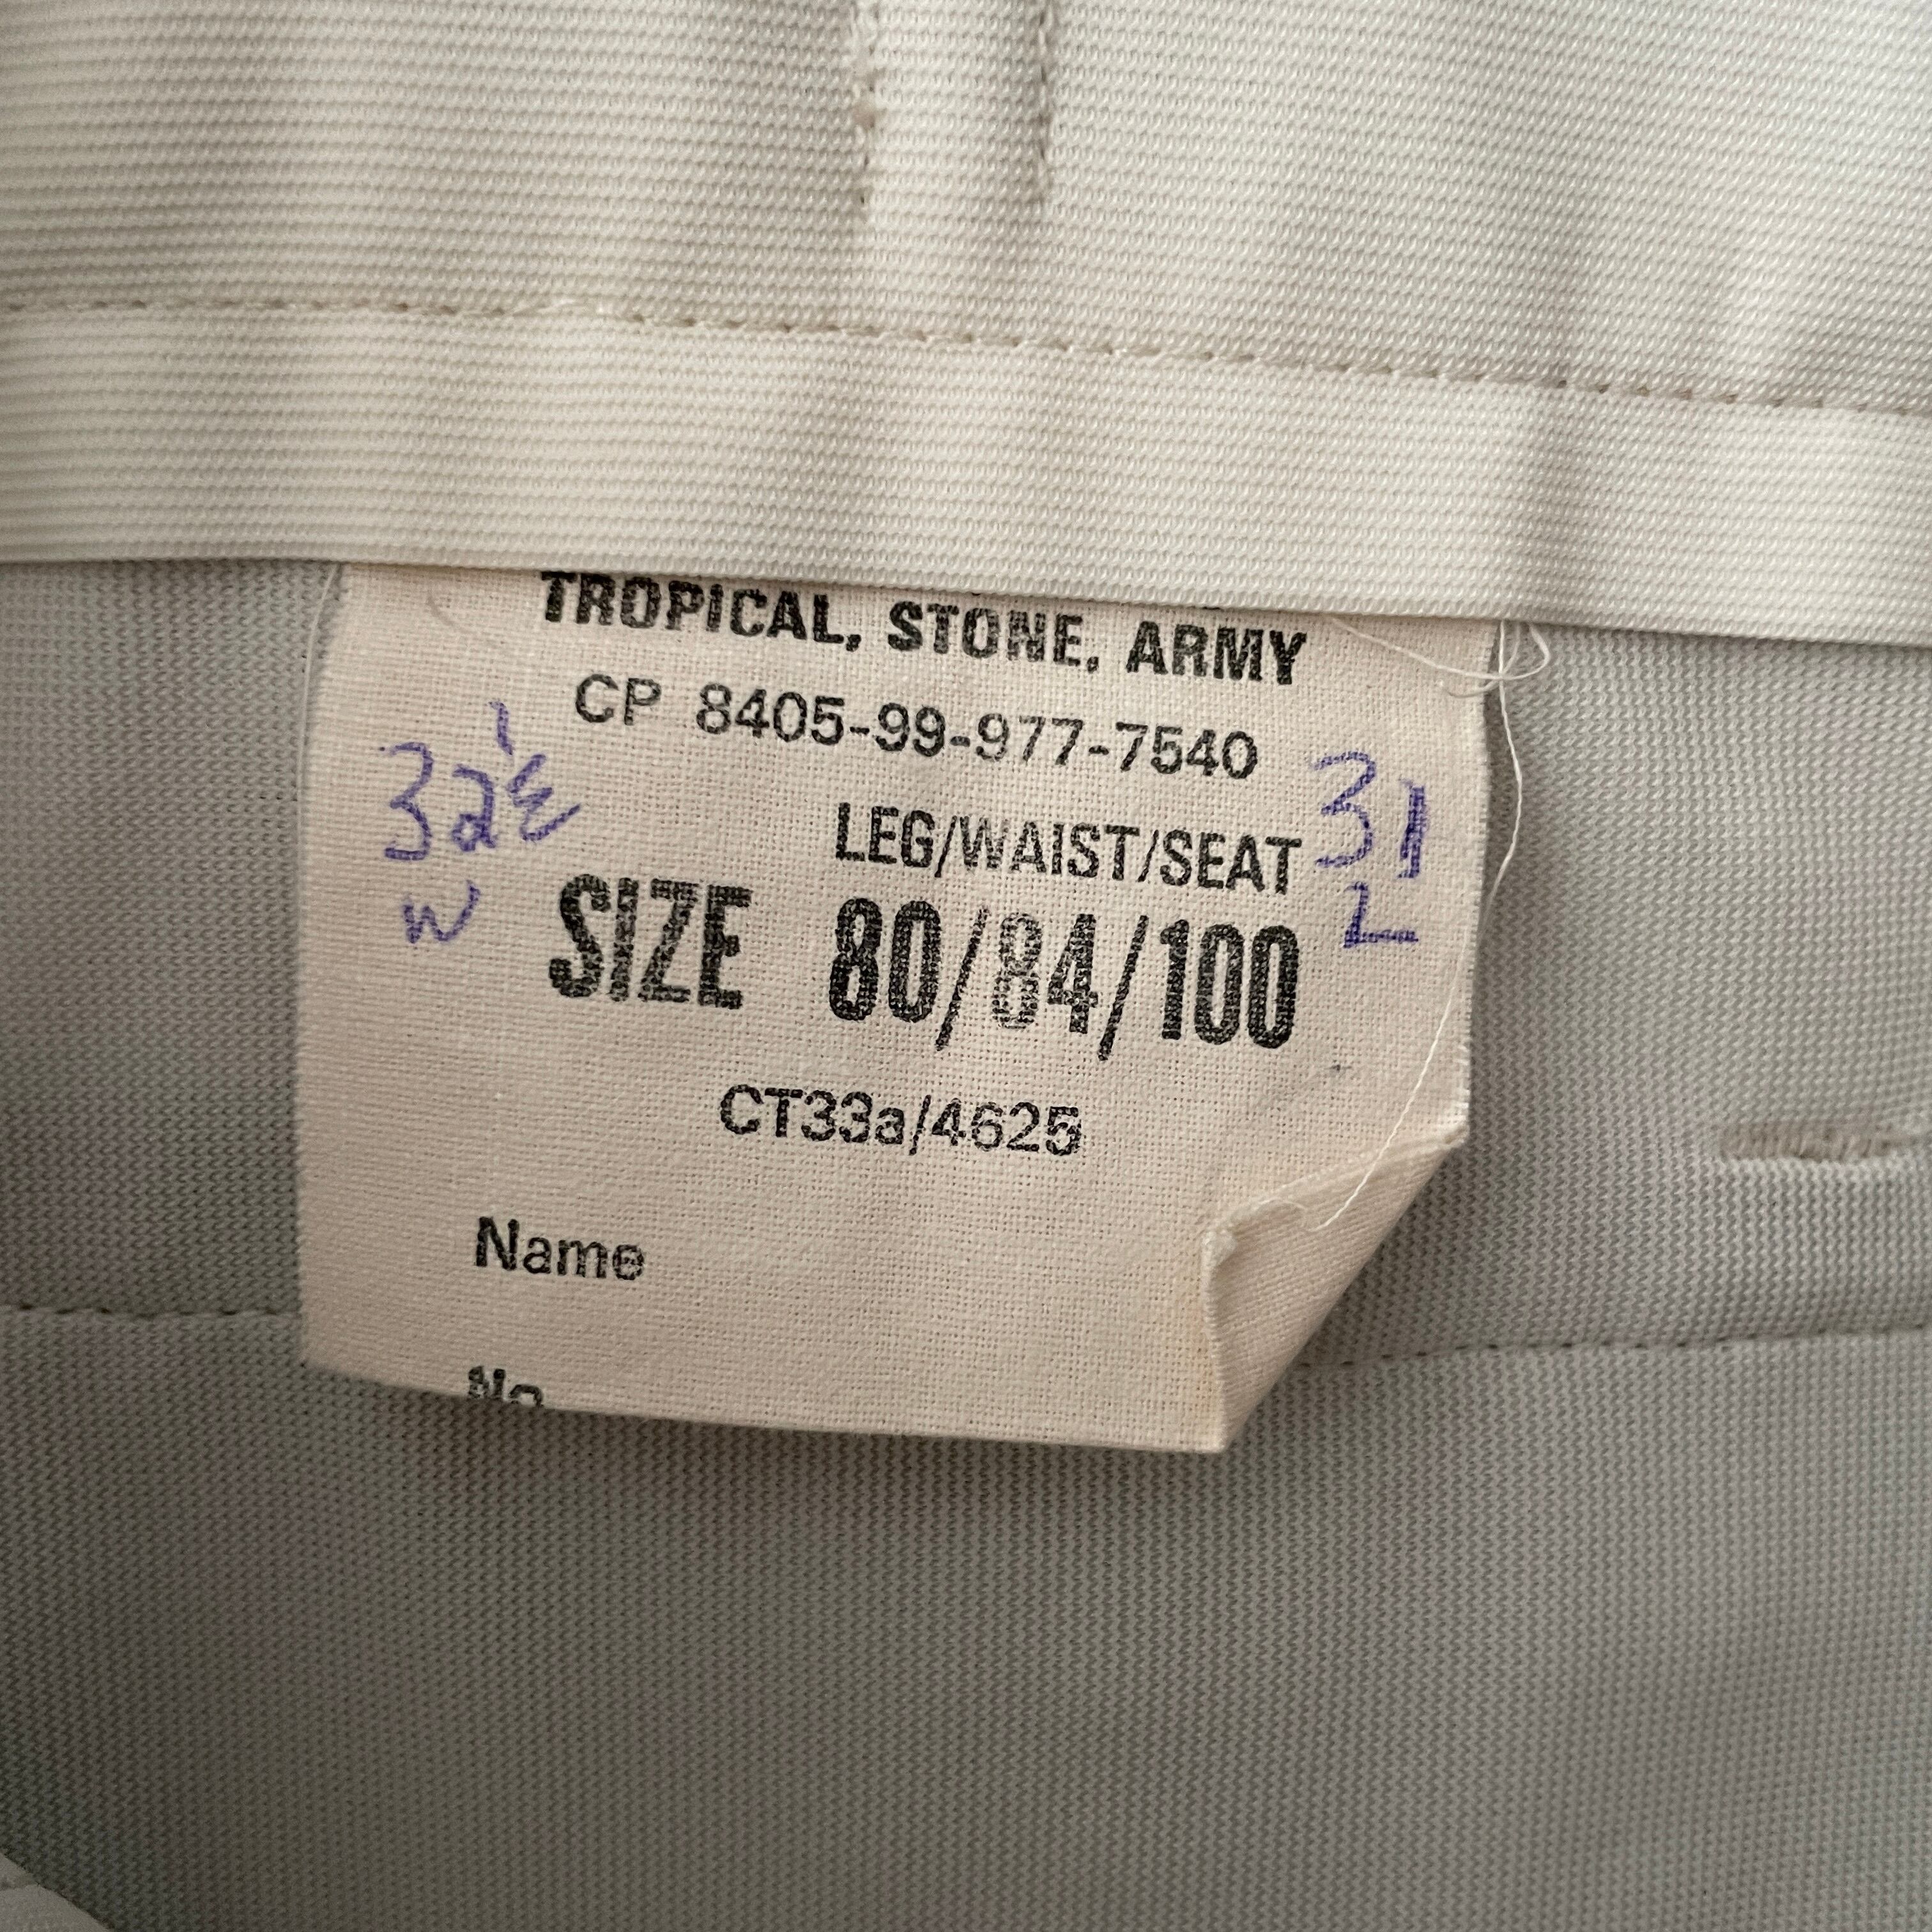 TROPICAL, STONE, ARMY
CP 8405-99-977-7540
32½
W
31
L
LEG/WAIST/SEAT
SIZE 80/84/100
CT33a/4625
Name
No